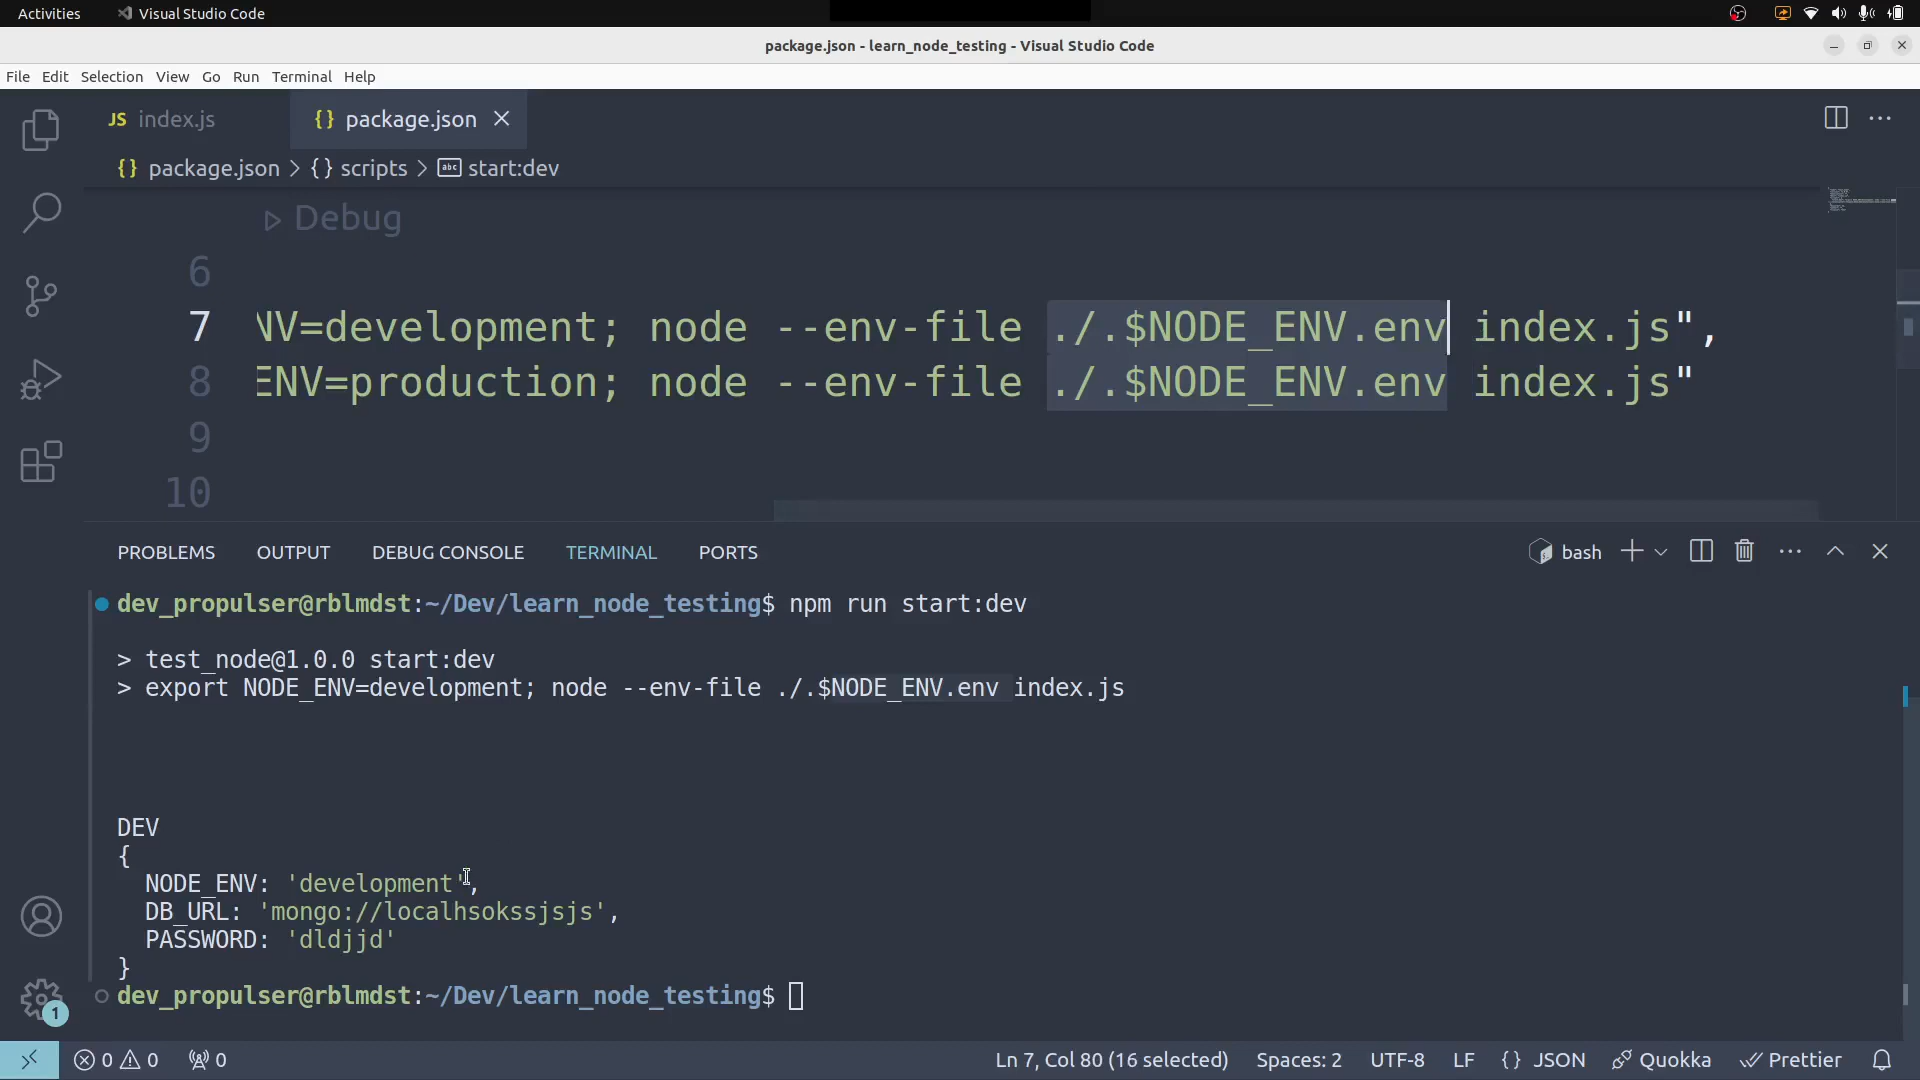 Activities Visual Studio Code
package.json - learn_node_testing - Visual Studio Code
File Edit Selection View Go Run Terminal Help
JS index.js {} package.json
{} package.json > {} scripts > abc start:dev
Debug
6
7 NV=development; node --env-file ./.$NODE_ENV.env index.js",
8 ENV=production; node --env-file ./.$NODE_ENV.env index.js"
9
10
PROBLEMS OUTPUT DEBUG CONSOLE TERMINAL PORTS bash
dev_propulser@rblmdst:~/Dev/learn_node_testing$ npm run start:dev
> test_node@1.0.0 start:dev
> export NODE_ENV=development; node --env-file ./.$NODE_ENV.env index.js
DEV
{
NODE_ENV: 'development',
DB_URL: 'mongo://localhsokssjsjs',
PASSWORD: 'dldjjd'
}
dev_propulser@rblmdst:~/Dev/learn_node_testing$
1
0 0 0 Ln 7, Col 80 (16 selected) Spaces: 2 UTF-8 LF {} JSON Quokka Prettier